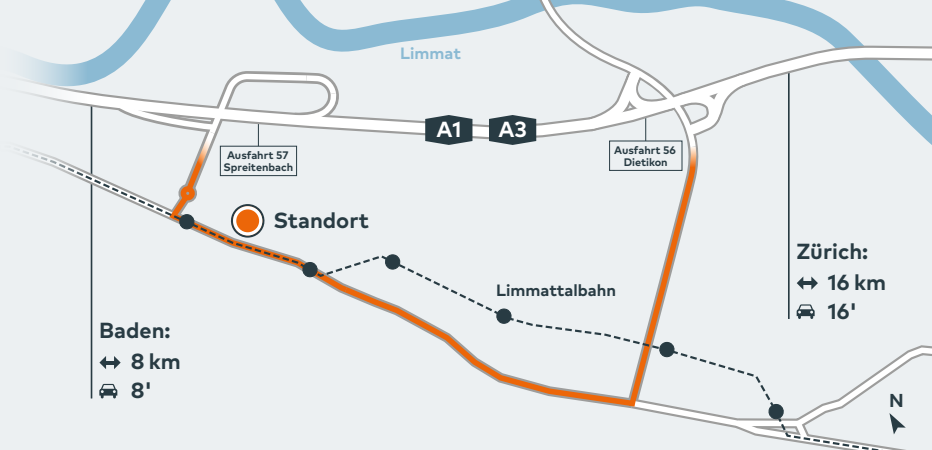 Limmat
A1
A3
Ausfahrt 57
Spreitenbach
Ausfahrt 56
Dietikon
Standort
Zürich:
16 km
16'
Limmattalbahn
Baden:
8 km
8'
N